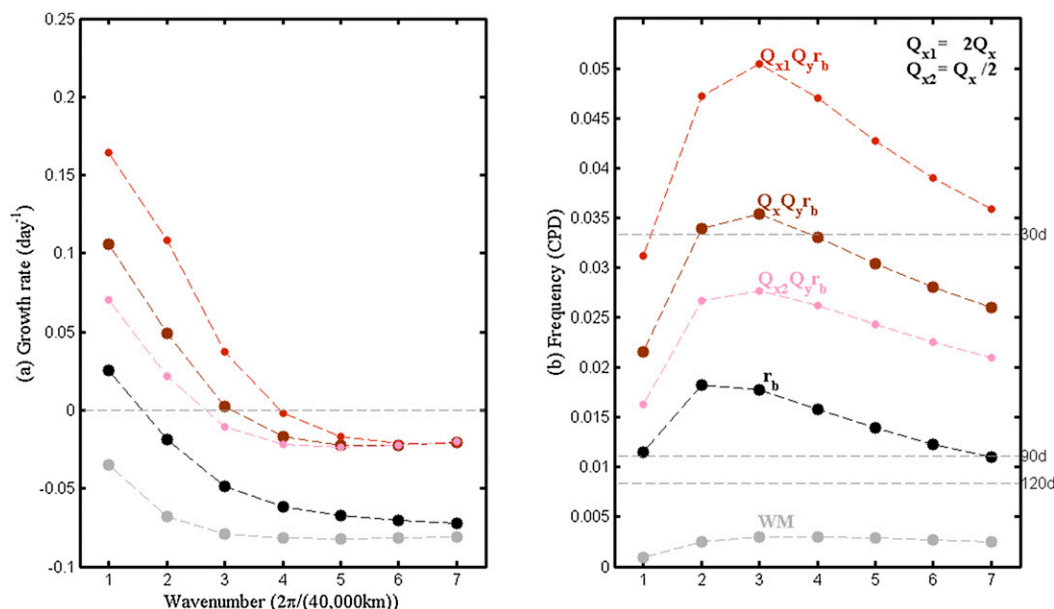 (a) Growth rate (day-1)
0.25
0.2
0.15
0.1
0.05
0
-0.05
-0.1
1 2 3 4 5 6 7
Wavenumber (2π/(40,000km))
(b) Frequency (CPD)
0.05
0.045
0.04
0.035
0.03
0.025
0.02
0.015
0.01
0.005
0
1 2 3 4 5 6 7
Qx1Qyrb
Qx1= 2Qx
Qx2=Qx/2
QxQyrb
30d
Qx2Qyrb
rb
90d
120d
WM